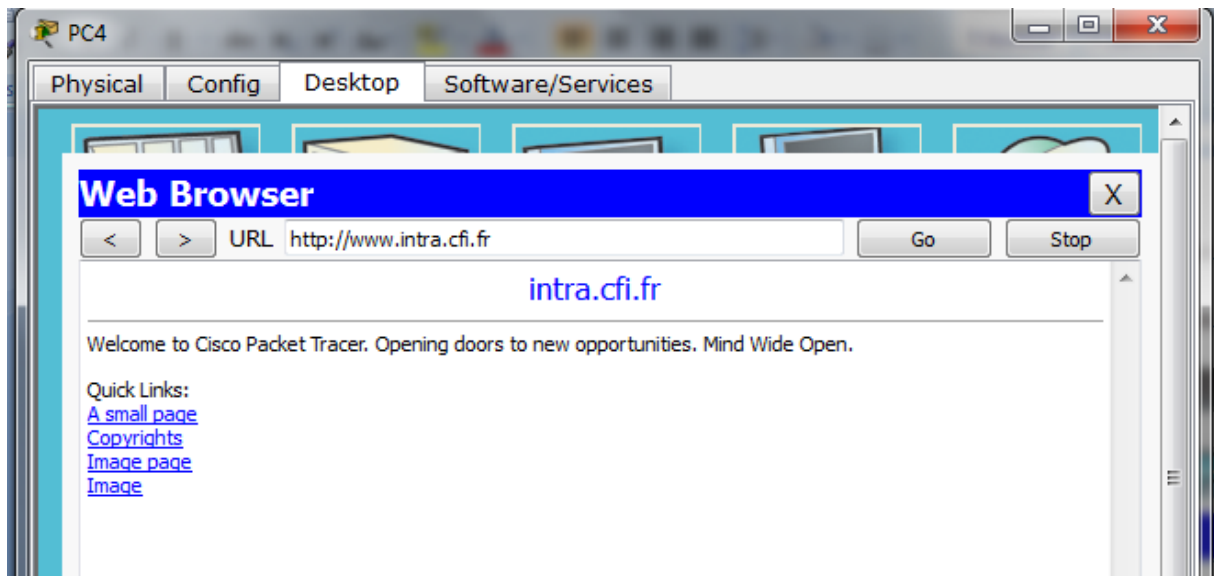 PC4
Physical Config Desktop Software/Services
Web Browser X
< > URL http://www.intra.cfi.fr Go Stop
intra.cfi.fr
Welcome to Cisco Packet Tracer. Opening doors to new opportunities. Mind Wide Open.
Quick Links:
A small page
Copyrights
Image page
Image